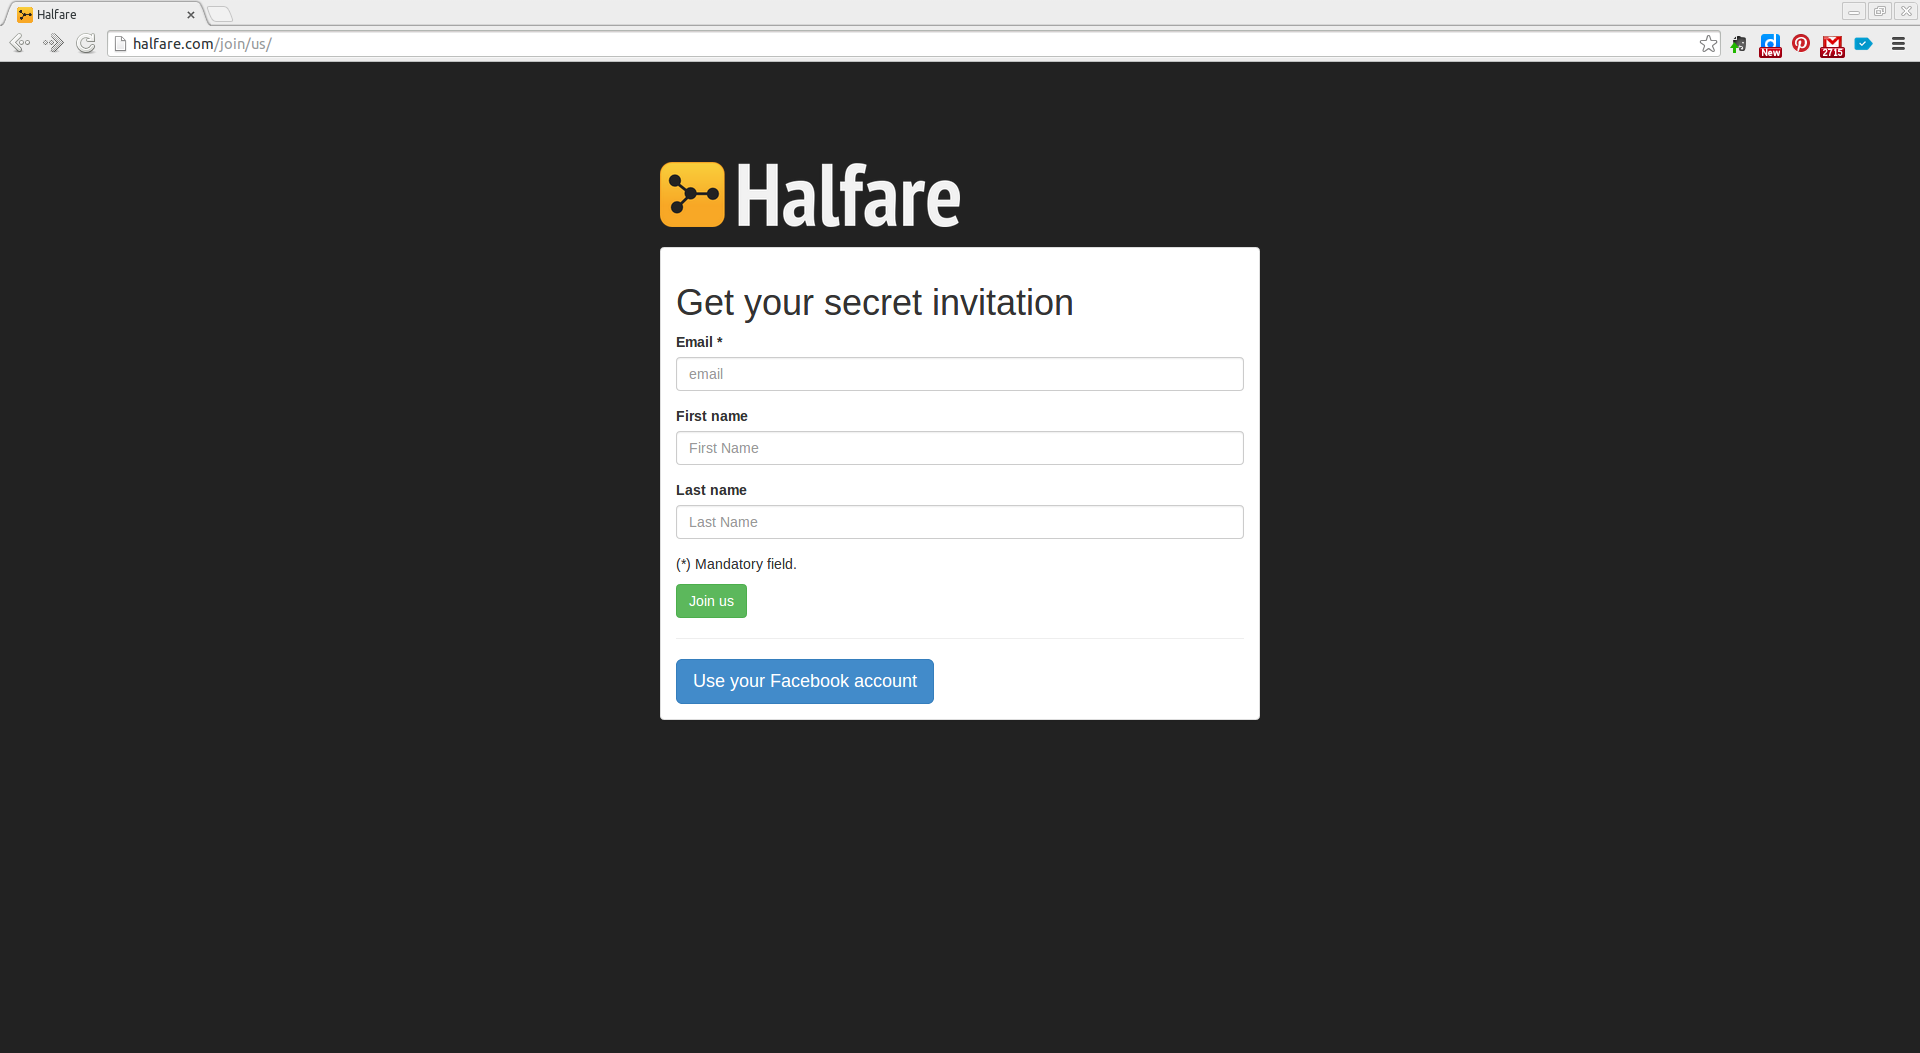 Halfare
halfare.com/join/us/
New
2715
Halfare
Get your secret invitation
Email *
email
First name
First Name
Last name
Last Name
(*) Mandatory field.
Join us
Use your Facebook account